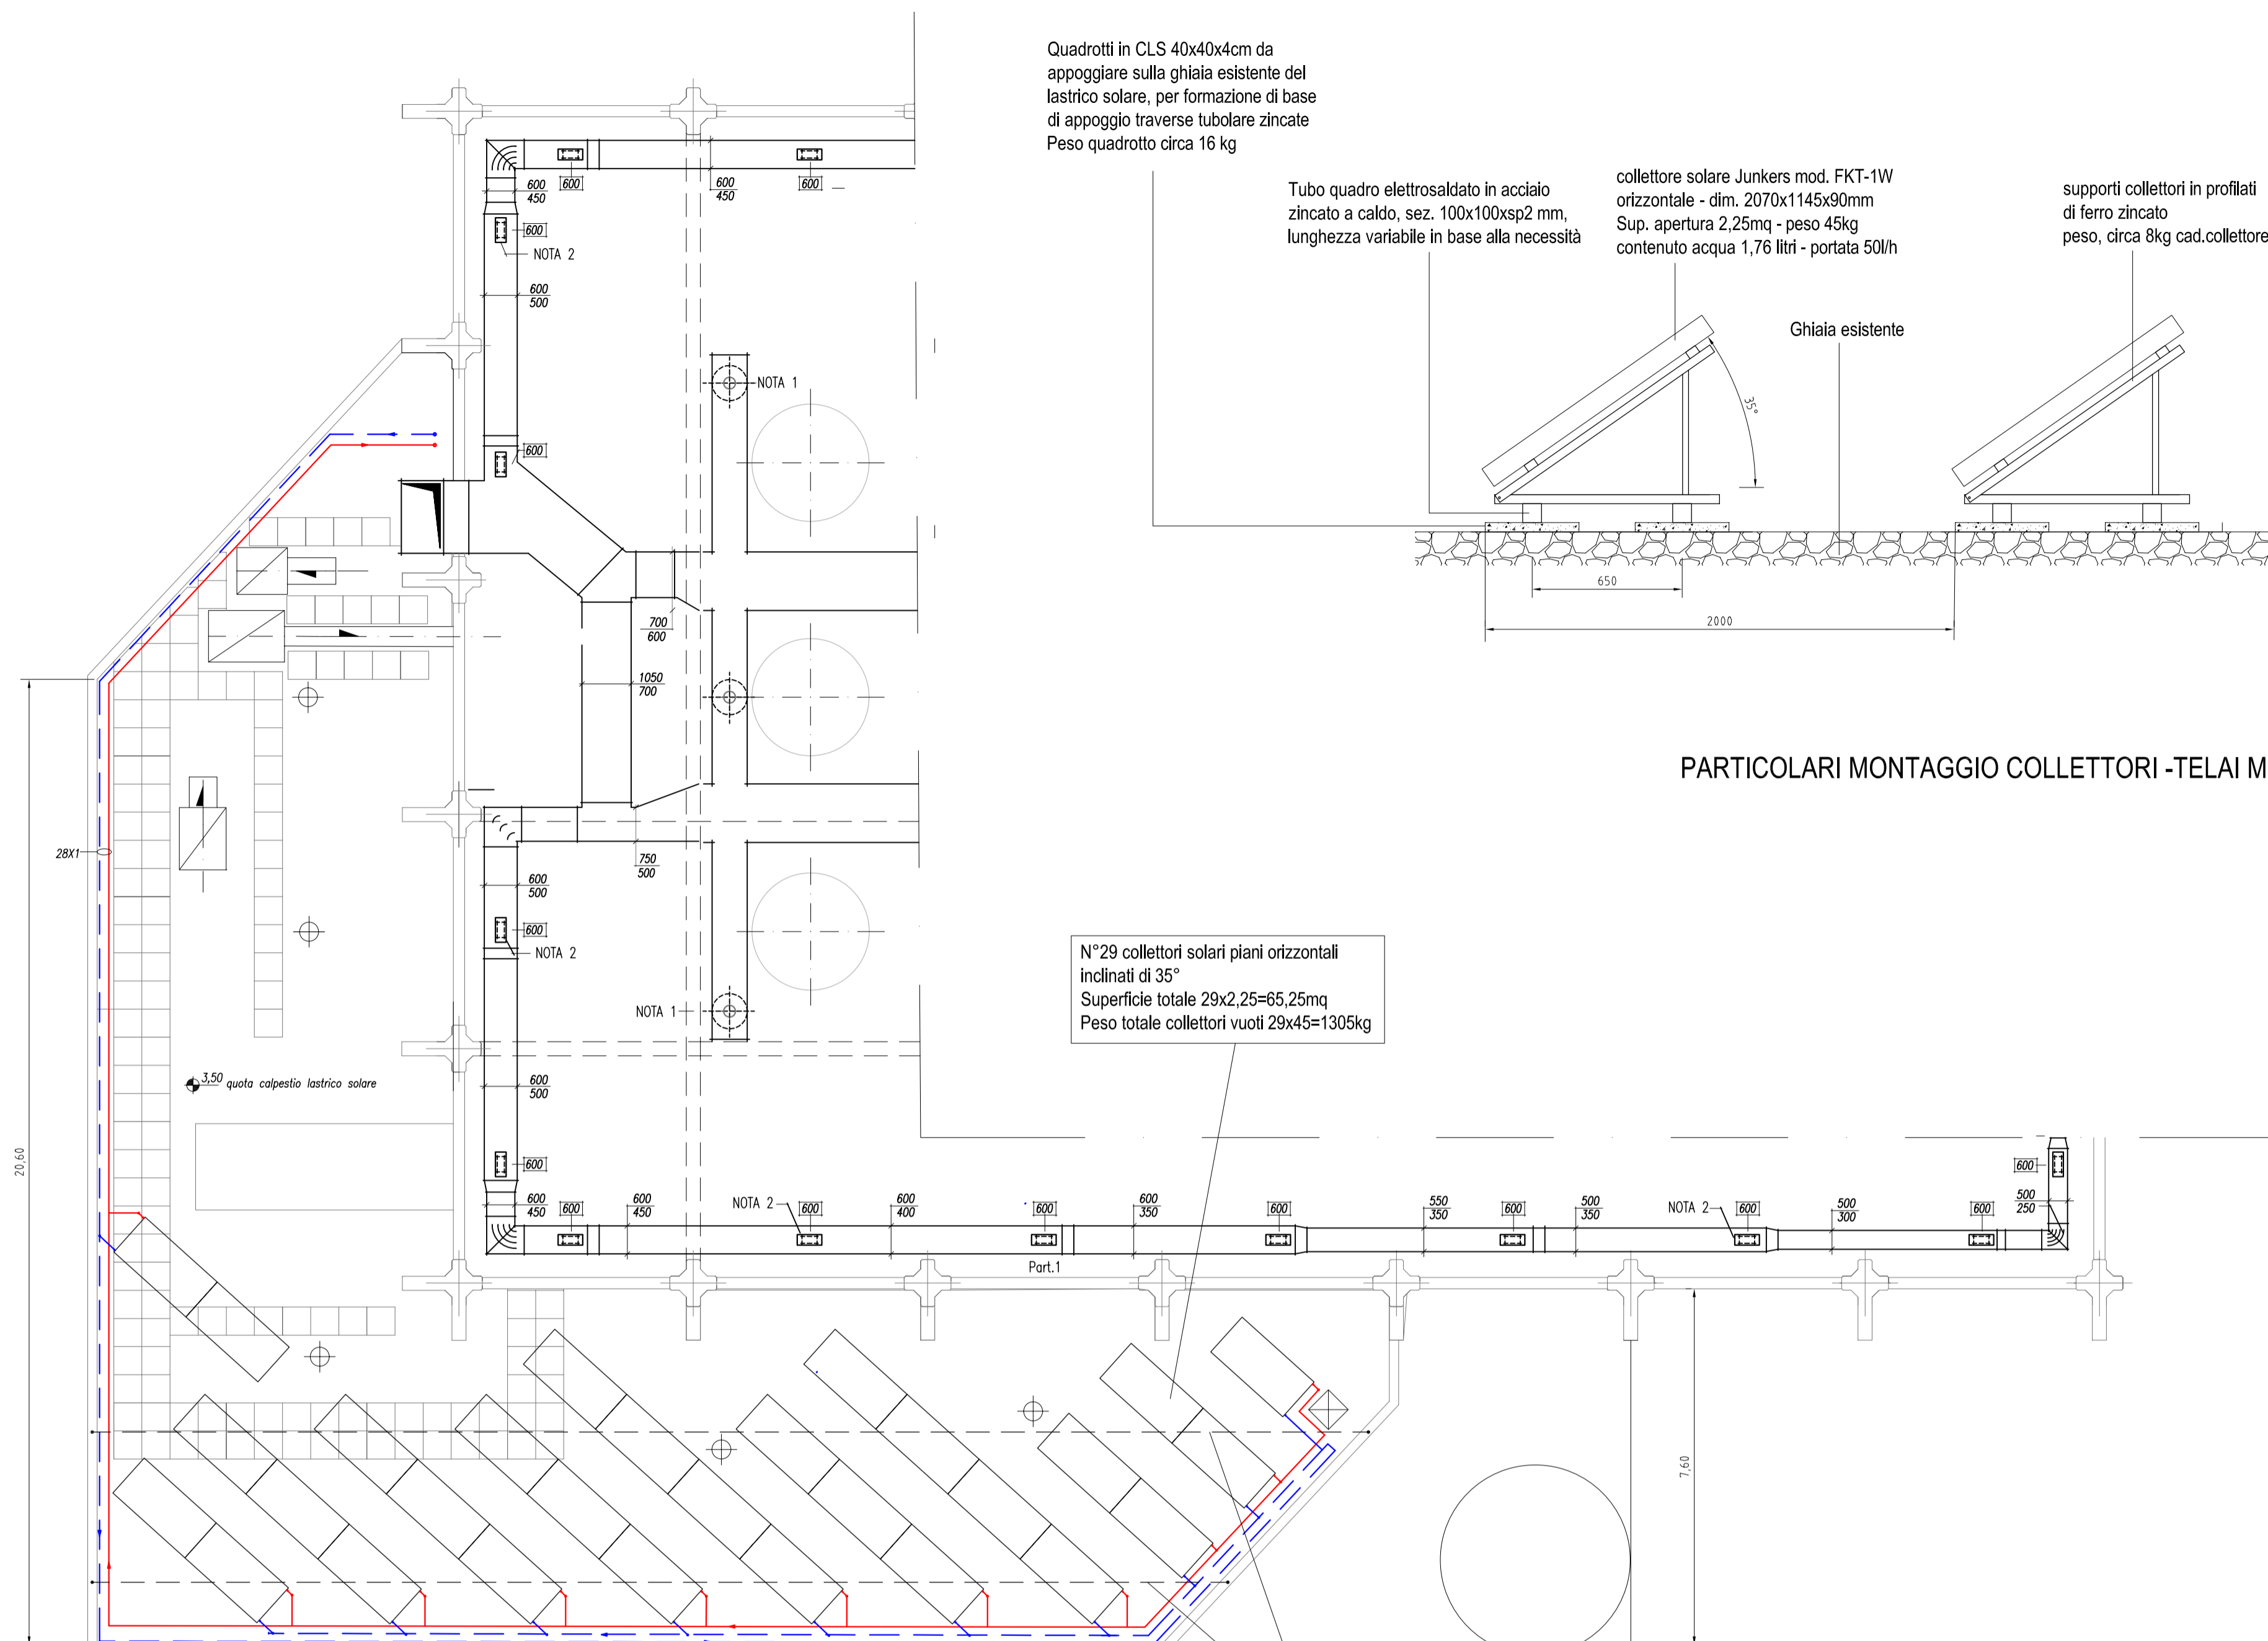 Quadrotti in CLS 40x40x4cm da
appoggiare sulla ghiaia esistente del
lastrico solare, per formazione di base
di appoggio traverse tubolare zincate
Peso quadrotto circa 16 kg
Tubo quadro elettrosaldato in acciaio
zincato a caldo, sez. 100x100xsp2 mm,
lunghezza variabile in base alla necessità
collettore solare Junkers mod. FKT-1W
orizzontale - dim. 2070x1145x90mm
Sup. apertura 2,25mq - peso 45kg
contenuto acqua 1,76 litri - portata 50l/h
supporti collettori in profilati
di ferro zincato
peso, circa 8kg cad.collettore
Ghiaia esistente
35°
650
2000
PARTICOLARI MONTAGGIO COLLETTORI -TELAI M
600
450
600
600
450
600
600
NOTA 2
600
500
NOTA 1
600
700
600
1050
700
750
500
28X1
600
500
600
NOTA 2
NOTA 1
N°29 collettori solari piani orizzontali
inclinati di 35°
Superficie totale 29x2,25=65,25mq
Peso totale collettori vuoti 29x45=1305kg
3,50 quota calpestio lastrico solare
600
500
20,60
600
600
450
600
600
450
NOTA 2
600
600
400
600
600
350
600
550
350
600
500
350
NOTA 2
600
500
300
600
600
500
250
Part.1
7,60